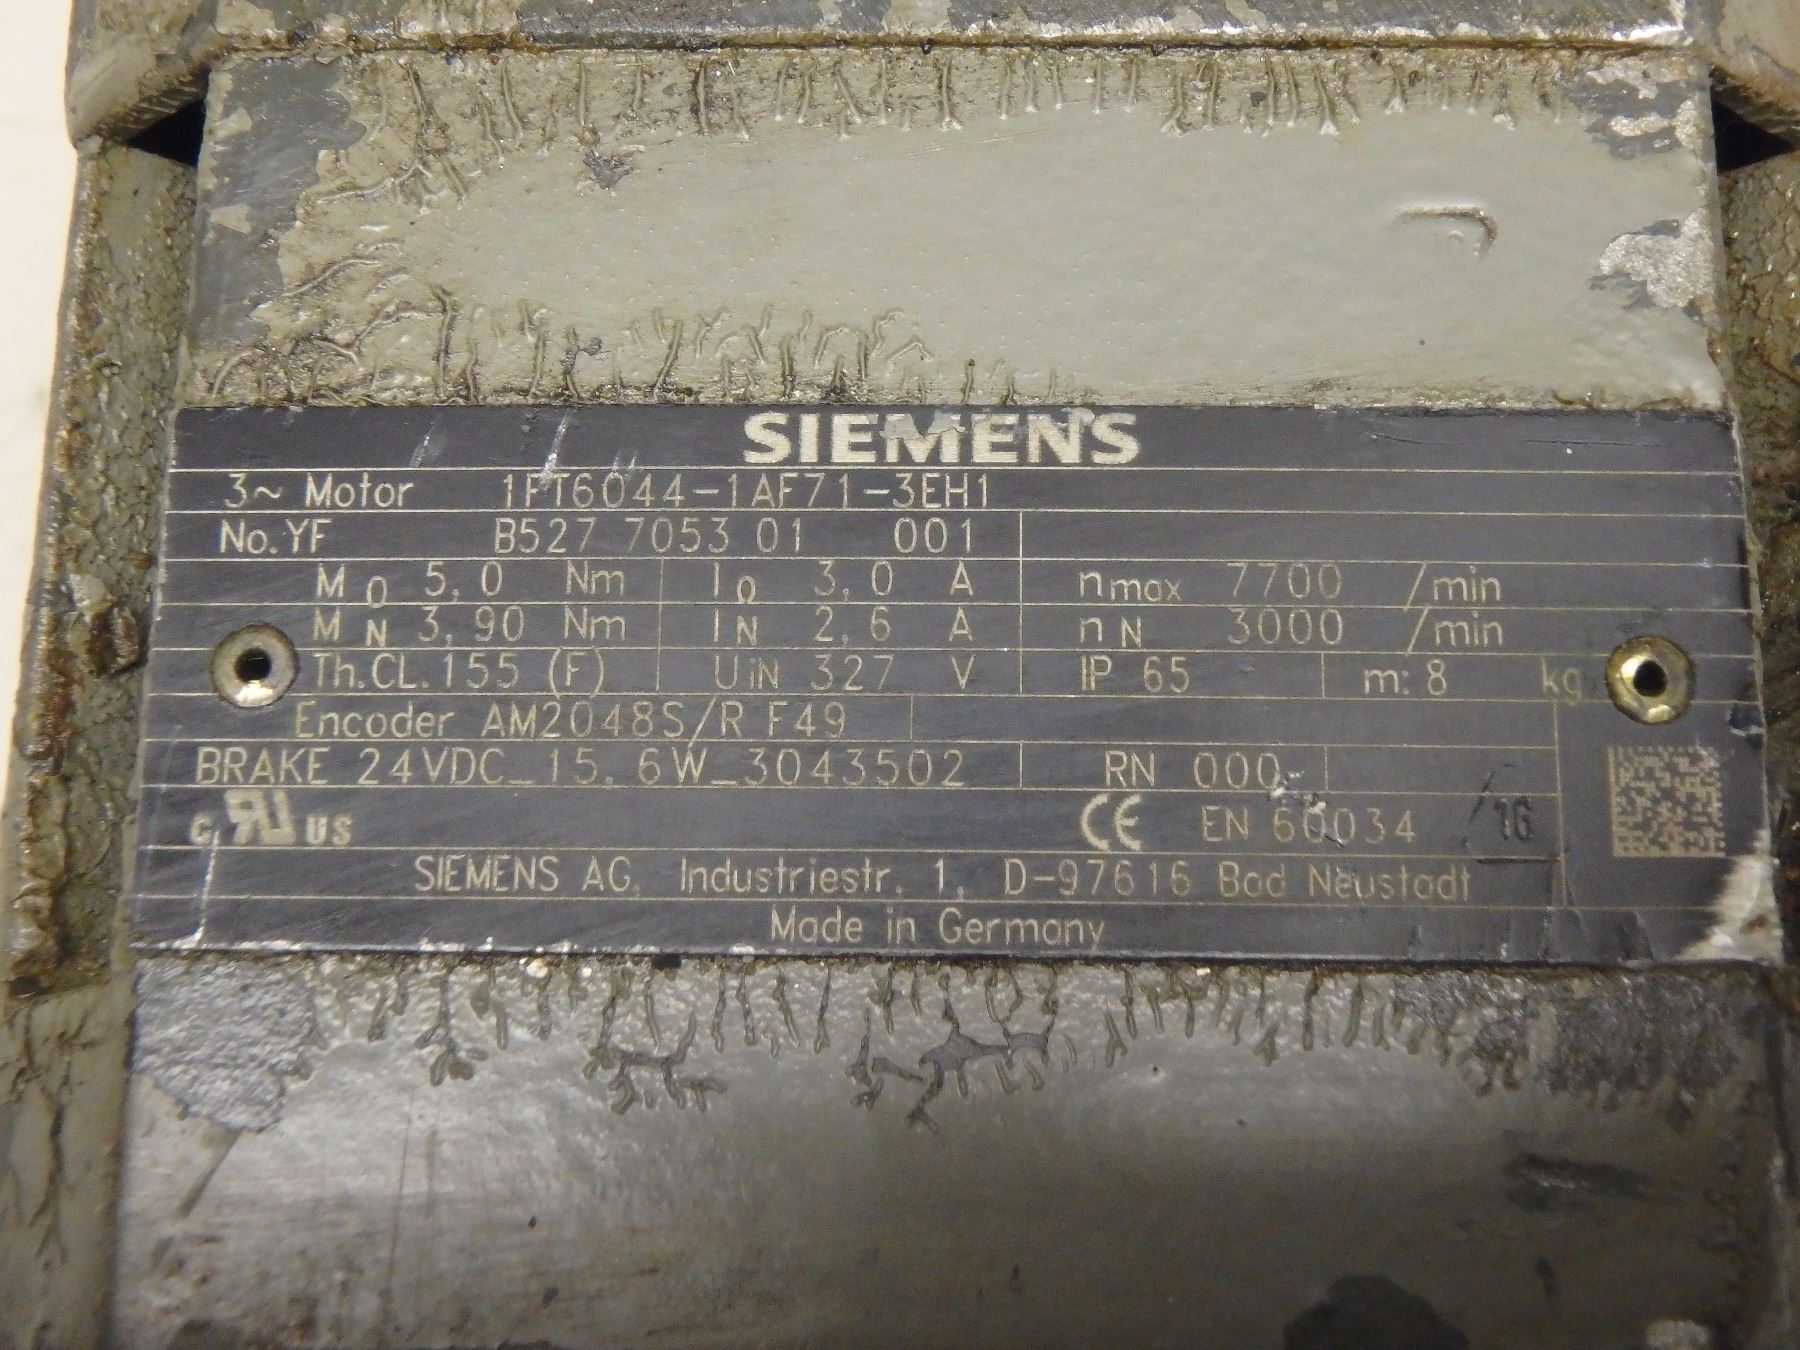 SIEMENS
3~ Motor 1FT6044-1AF71-3EH1
No.YF B527 7053 01 001
M0 5,0 Nm I0 3,0 A nmax 7700 /min
MN 3,90 Nm IN 2,6 A nN 3000 /min
Th.CL.155 (F) UIN 327 V IP 65 m: 8 kg
Encoder AM2048S/R F49
BRAKE 24VDC_15,6W_3043502 RN 000
c RU US CE EN 60034 /16
SIEMENS AG, Industriestr. 1, D-97616 Bad Neustadt
Made in Germany